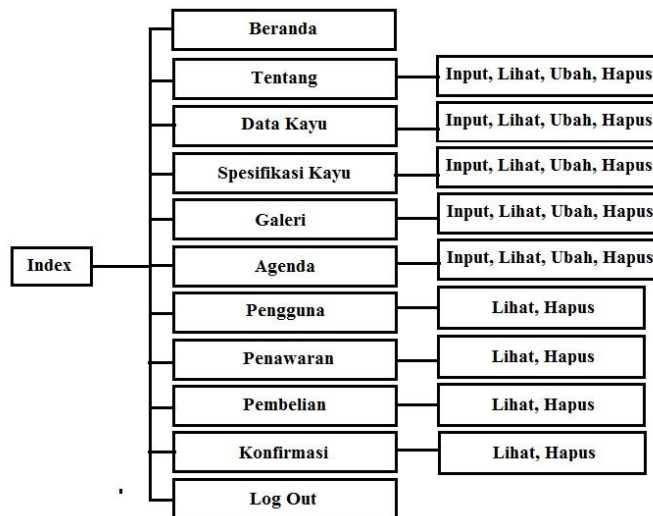 Beranda
Tentang
Input, Lihat, Ubah, Hapus
Data Kayu
Input, Lihat, Ubah, Hapus
Spesifikasi Kayu
Input, Lihat, Ubah, Hapus
Galeri
Input, Lihat, Ubah, Hapus
Index
Agenda
Input, Lihat, Ubah, Hapus
Pengguna
Lihat, Hapus
Penawaran
Lihat, Hapus
Pembelian
Lihat, Hapus
Konfirmasi
Lihat, Hapus
Log Out